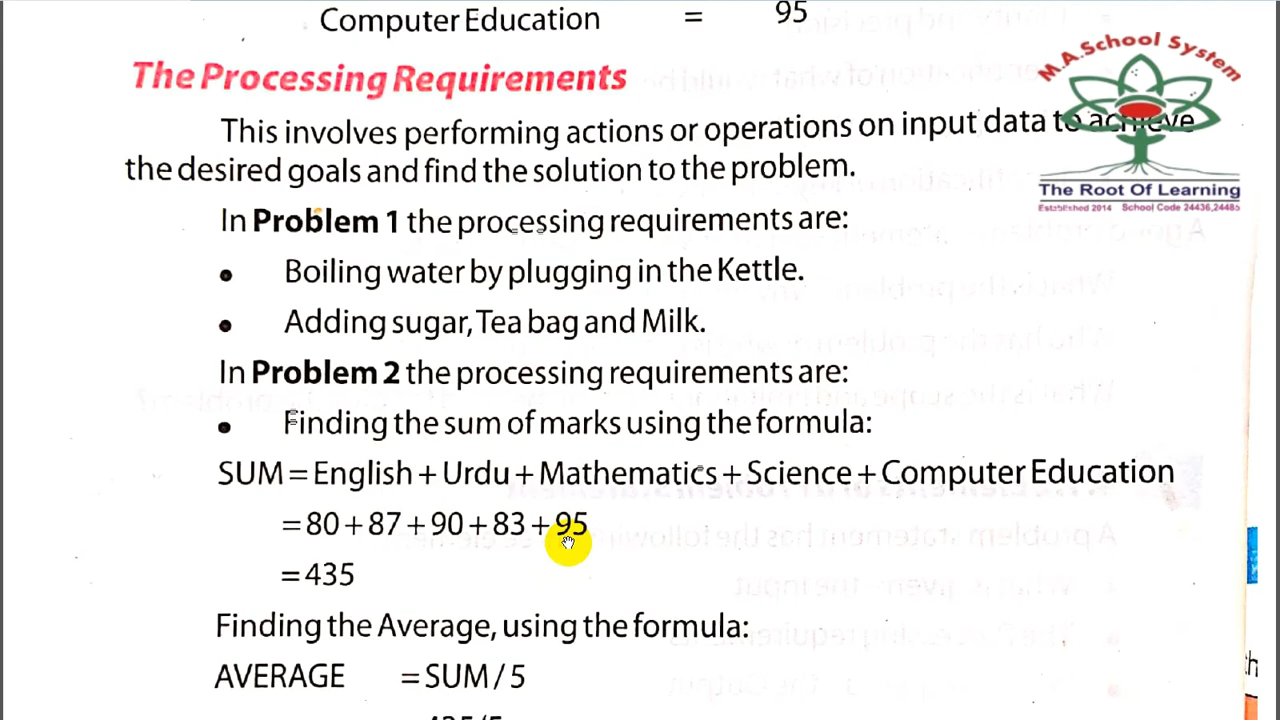 Computer Education = 95
The Processing Requirements
This involves performing actions or operations on input data to achieve
the desired goals and find the solution to the problem.
In Problem 1 the processing requirements are:
• Boiling water by plugging in the Kettle.
• Adding sugar, Tea bag and Milk.
In Problem 2 the processing requirements are:
• Finding the sum of marks using the formula:
SUM = English + Urdu + Mathematics + Science + Computer Education
= 80 + 87 + 90 + 83 + 95
= 435
Finding the Average, using the formula:
AVERAGE = SUM / 5
M.A.School System
The Root Of Learning
Established 2014 School Code 24436,24485